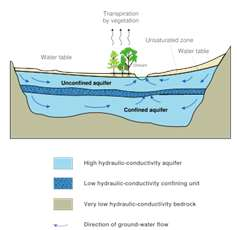 Transpiration
by vegetation
Unsaturated zone
Water table
Water table
stream
Unconfined aquifer
Confined aquifer
High hydraulic-conductivity aquifer
Low hydraulic-conductivity confining unit
Very low hydraulic-conductivity bedrock
Direction of ground-water flow